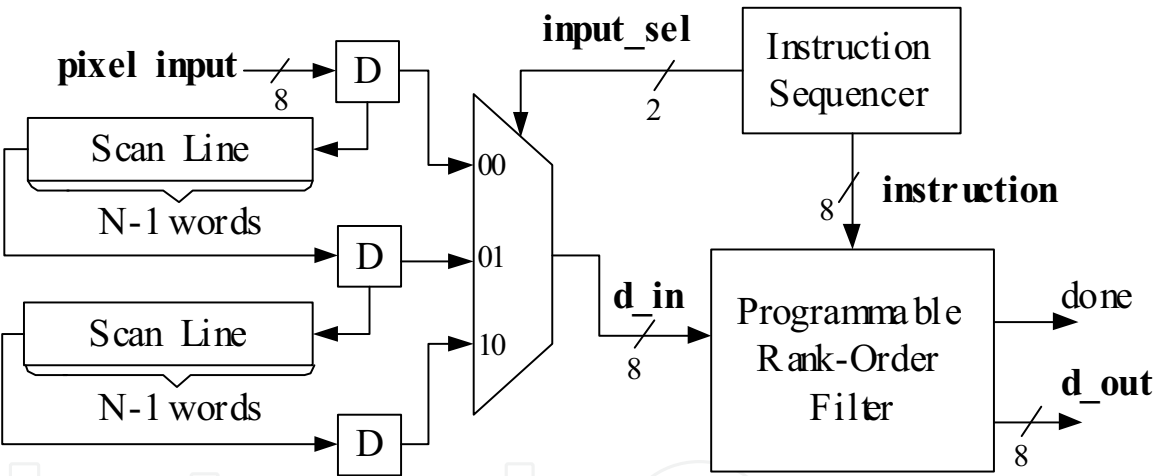 pixel input
8
D
Scan Line
N-1 words
D
Scan Line
N-1 words
D
00
01
10
input_sel
2
Instruction
Sequencer
8
instruction
d_in
8
Programmable
Rank-Order
Filter
done
d_out
8